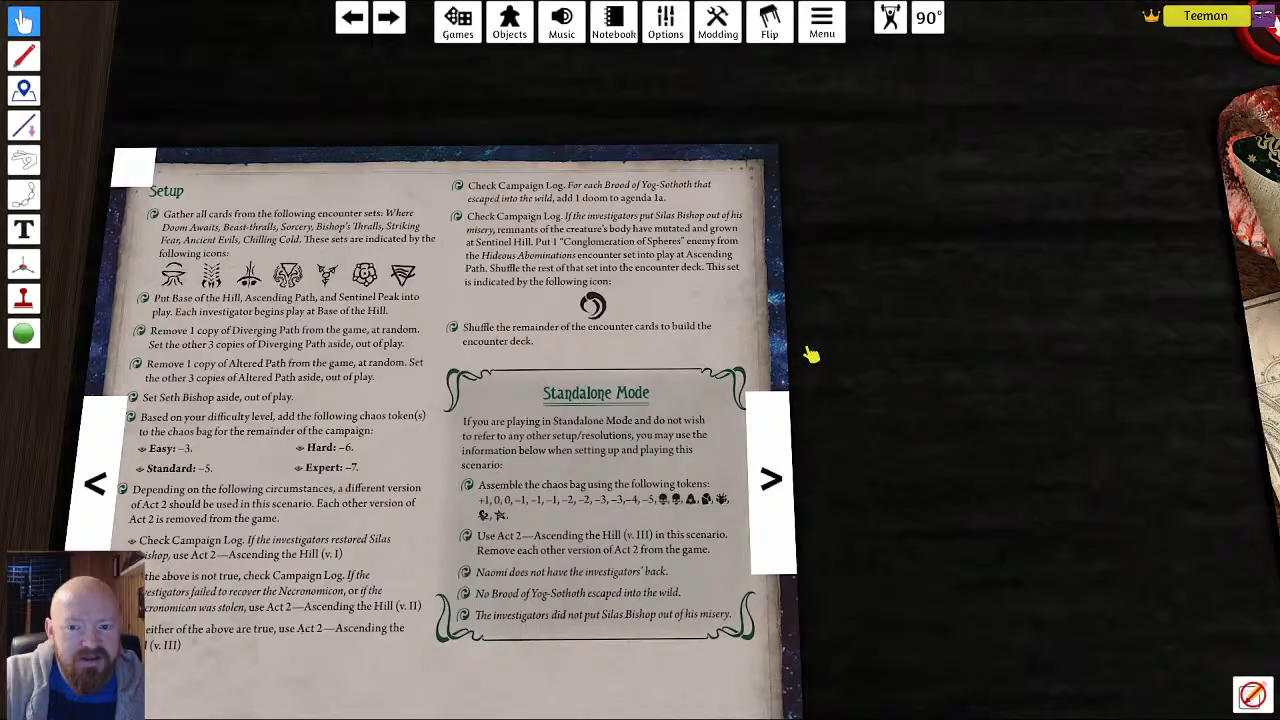 Games
Objects
Music
Notebook
Options
Modding
Flip
Menu
90°
Teeman
Setup
Gather all cards from the following encounter sets: Where
Doom Awaits, Beast-thralls, Sorcery, Bishop's Thralls, Striking
Fear, Ancient Evils, Chilling Cold. These sets are indicated by the
following icons:
Put Base of the Hill, Ascending Path, and Sentinel Peak into
play. Each investigator begins play at Base of the Hill.
Remove 1 copy of Diverging Path from the game, at random.
Set the other 3 copies of Diverging Path aside, out of play.
Remove 1 copy of Altered Path from the game, at random. Set
the other 3 copies of Altered Path aside, out of play.
Set Seth Bishop aside, out of play.
Based on your difficulty level, add the following chaos token(s)
to the chaos bag for the remainder of the campaign:
Easy: –3.
Hard: –6.
Standard: –5.
Expert: –7.
Depending on the following circumstances, a different version
of Act 2 should be used in this scenario. Each other version of
Act 2 is removed from the game.
Check Campaign Log. If the investigators restored Silas
ishop, use Act 2—Ascending the Hill (v. I)
the above is not true, check Campaign Log. If the
estigators failed to recover the Necronomicon, or if the
cronomicon was stolen, use Act 2—Ascending the Hill (v. II)
either of the above are true, use Act 2—Ascending the
l (v. III)
Check Campaign Log. For each Brood of Yog-Sothoth that
escaped into the wild, add 1 doom to agenda 1a.
Check Campaign Log. If the investigators put Silas Bishop out of his
misery, remnants of the creature's body have mutated and grown
at Sentinel Hill. Put 1 "Conglomeration of Spheres" enemy from
the Hideous Abominations encounter set into play at Ascending
Path. Shuffle the rest of that set into the encounter deck. This set
is indicated by the following icon:
Shuffle the remainder of the encounter cards to build the
encounter deck.
Standalone Mode
If you are playing in Standalone Mode and do not wish
to refer to any other setup/resolutions, you may use the
information below when setting up and playing this
scenario:
Assemble the chaos bag using the following tokens:
+1, 0, 0, –1, –1, –1, –2, –2, –3, –3, –4, –5,
Use Act 2—Ascending the Hill (v. III) in this scenario.
Remove each other version of Act 2 from the game.
Naomi does not have the investigators' back.
No Brood of Yog-Sothoth escaped into the wild.
The investigators did not put Silas Bishop out of his misery.
< >